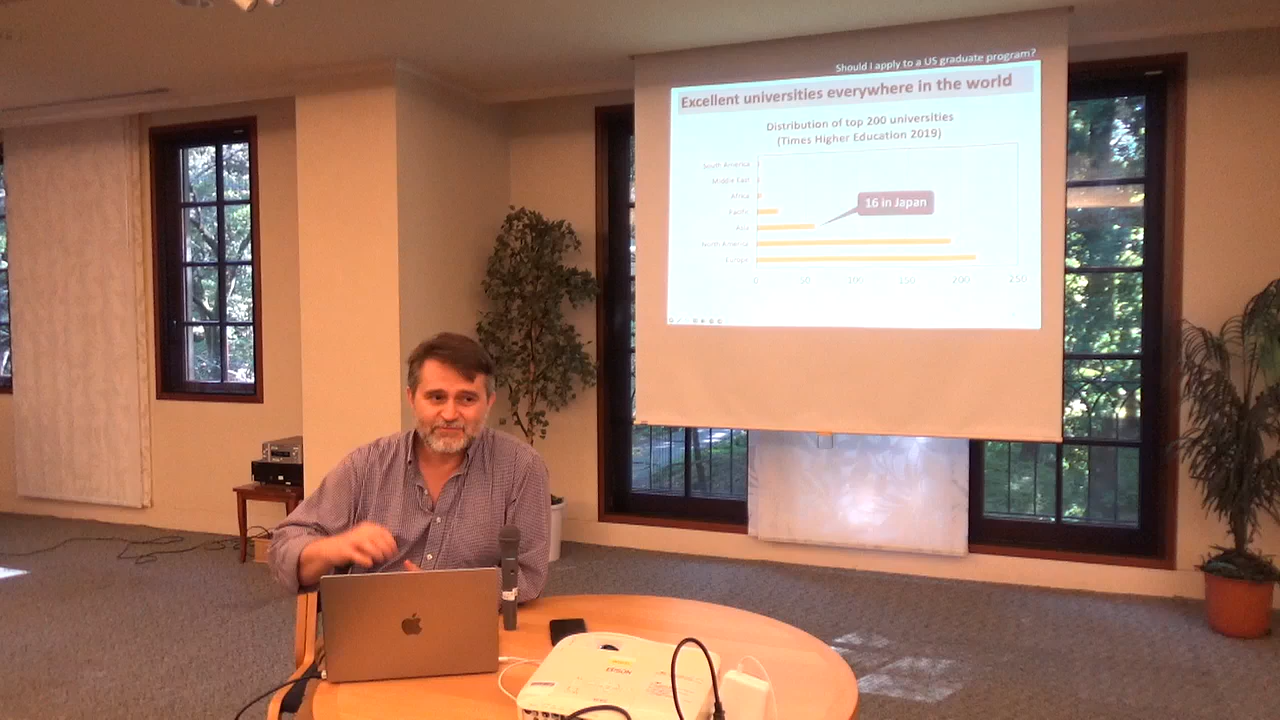 Should I apply to a US graduate program?
Excellent universities everywhere in the world
Distribution of top 200 universities
(Times Higher Education 2019)
South America
Middle East
Africa
Pacific
16 in Japan
Asia
North America
Europe
0 50 100 150 200 250
EPSON